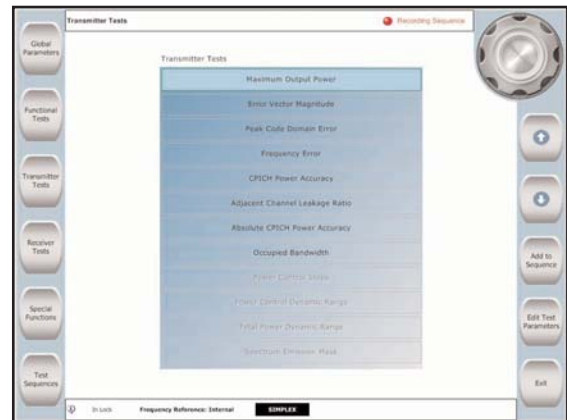 Transmitter Tests
Recording Sequence
Global
Parameters
Functional
Tests
Transmitter
Tests
Receiver
Tests
Special
Functions
Test
Sequences
Transmitter Tests
Maximum Output Power
Error Vector Magnitude
Peak Code Domain Error
Frequency Error
CPICH Power Accuracy
Adjacent Channel Leakage Ratio
Absolute CPICH Power Accuracy
Occupied Bandwidth
Power Control Steps
Power Control Dynamic Range
Total Power Dynamic Range
Spectrum Emission Mask
Add to
Sequence
Edit Test
Parameters
Exit
In Lock
Frequency Reference: Internal
SIMPLEX